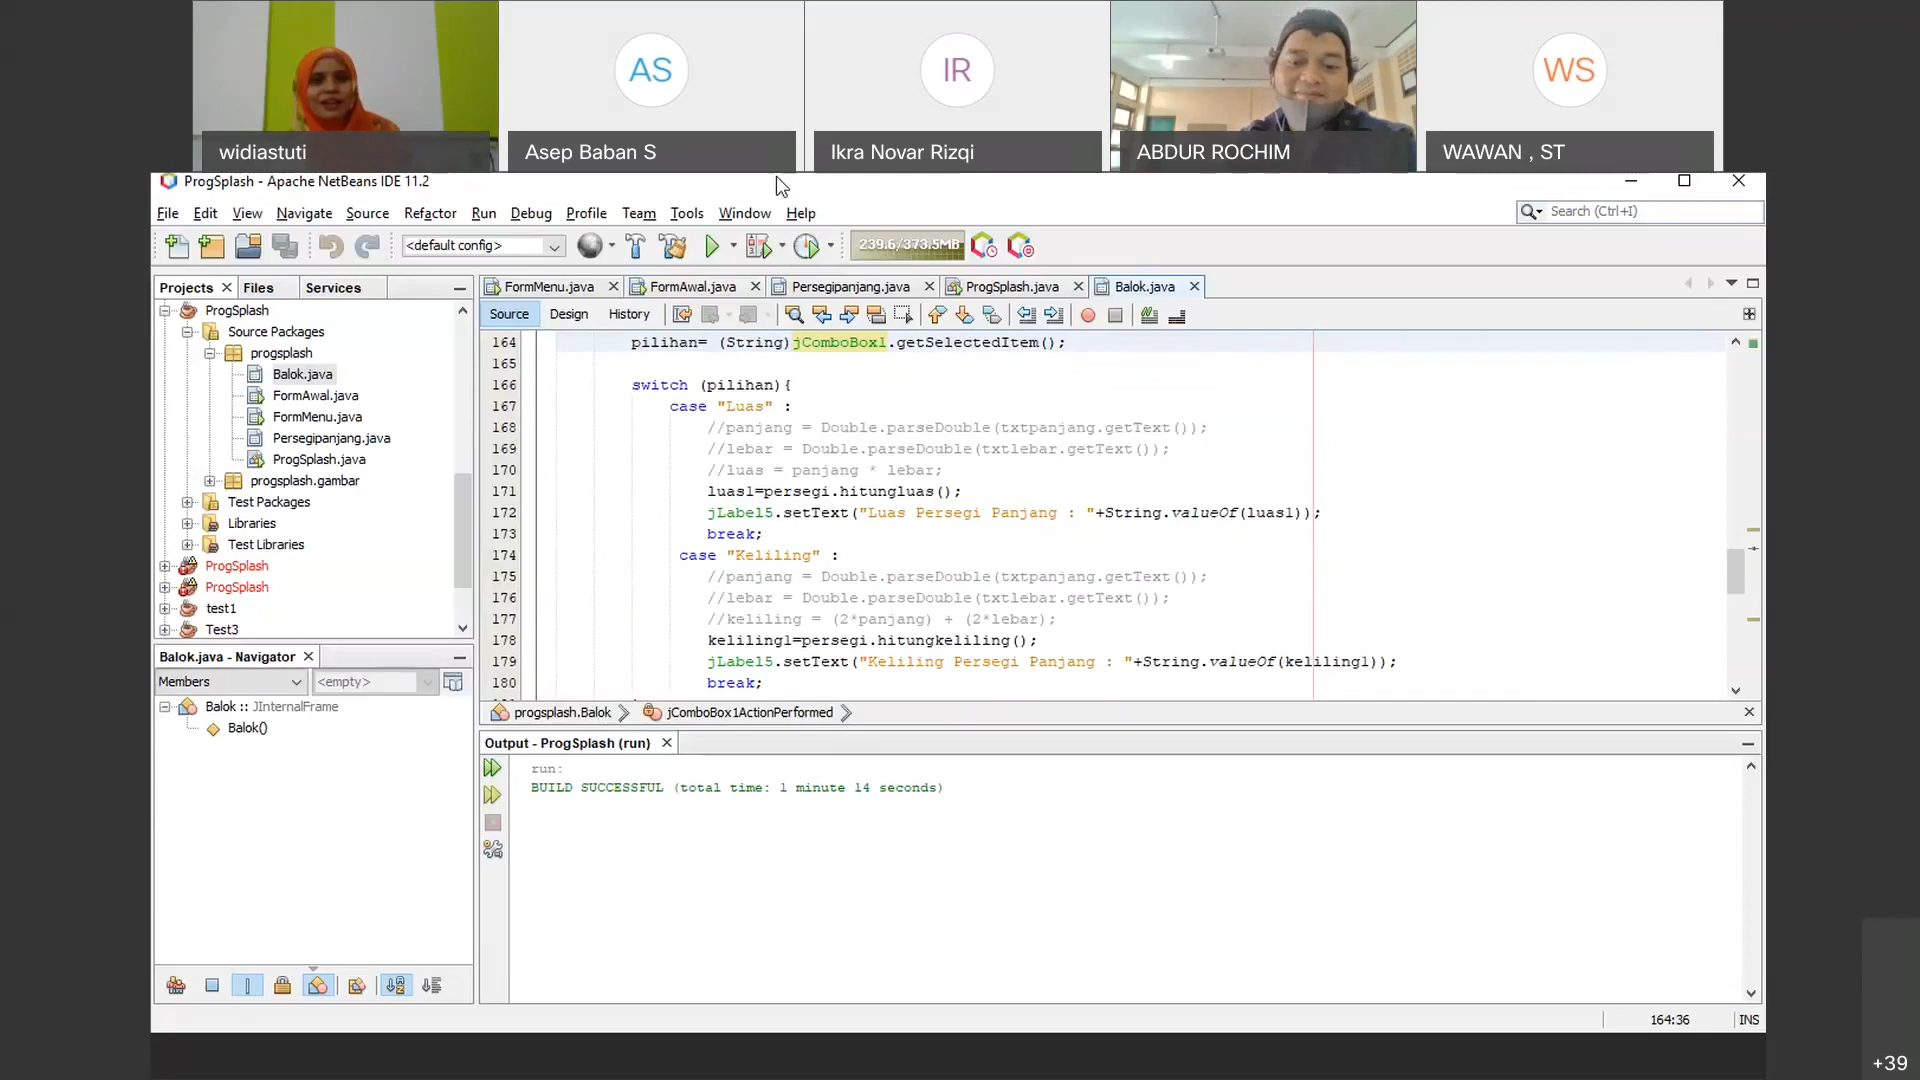 AS
IR
WS
widiastuti
Asep Baban S
Ikra Novar Rizqi
ABDUR ROCHIM
WAWAN , ST
ProgSplash - Apache NetBeans IDE 11.2
File Edit View Navigate Source Refactor Run Debug Profile Team Tools Window Help
Search (Ctrl+I)
<default config>
239.6/373.5MB
Projects Files Services
FormMenu.java FormAwal.java Persegipanjang.java ProgSplash.java Balok.java
Source Design History
ProgSplash
Source Packages
progsplash
Balok.java
FormAwal.java
FormMenu.java
Persegipanjang.java
ProgSplash.java
progsplash.gambar
Test Packages
Libraries
Test Libraries
ProgSplash
ProgSplash
test1
Test3
164 pilihan= (String)jComboBox1.getSelectedItem();
165
166 switch (pilihan){
167 case "Luas" :
168 //panjang = Double.parseDouble(txtpanjang.getText());
169 //lebar = Double.parseDouble(txtlebar.getText());
170 //luas = panjang * lebar;
171 luas1=persegi.hitungluas();
172 jLabel5.setText("Luas Persegi Panjang : "+String.valueOf(luas1));
173 break;
174 case "Keliling" :
175 //panjang = Double.parseDouble(txtpanjang.getText());
176 //lebar = Double.parseDouble(txtlebar.getText());
177 //keliling = (2*panjang) + (2*lebar);
178 keliling1=persegi.hitungkeliling();
179 jLabel5.setText("Keliling Persegi Panjang : "+String.valueOf(keliling1));
180 break;
progsplash.Balok jComboBox1ActionPerformed
Balok.java - Navigator
Members <empty>
Balok :: JInternalFrame
Balok()
Output - ProgSplash (run)
run:
BUILD SUCCESSFUL (total time: 1 minute 14 seconds)
164:36 INS
+39